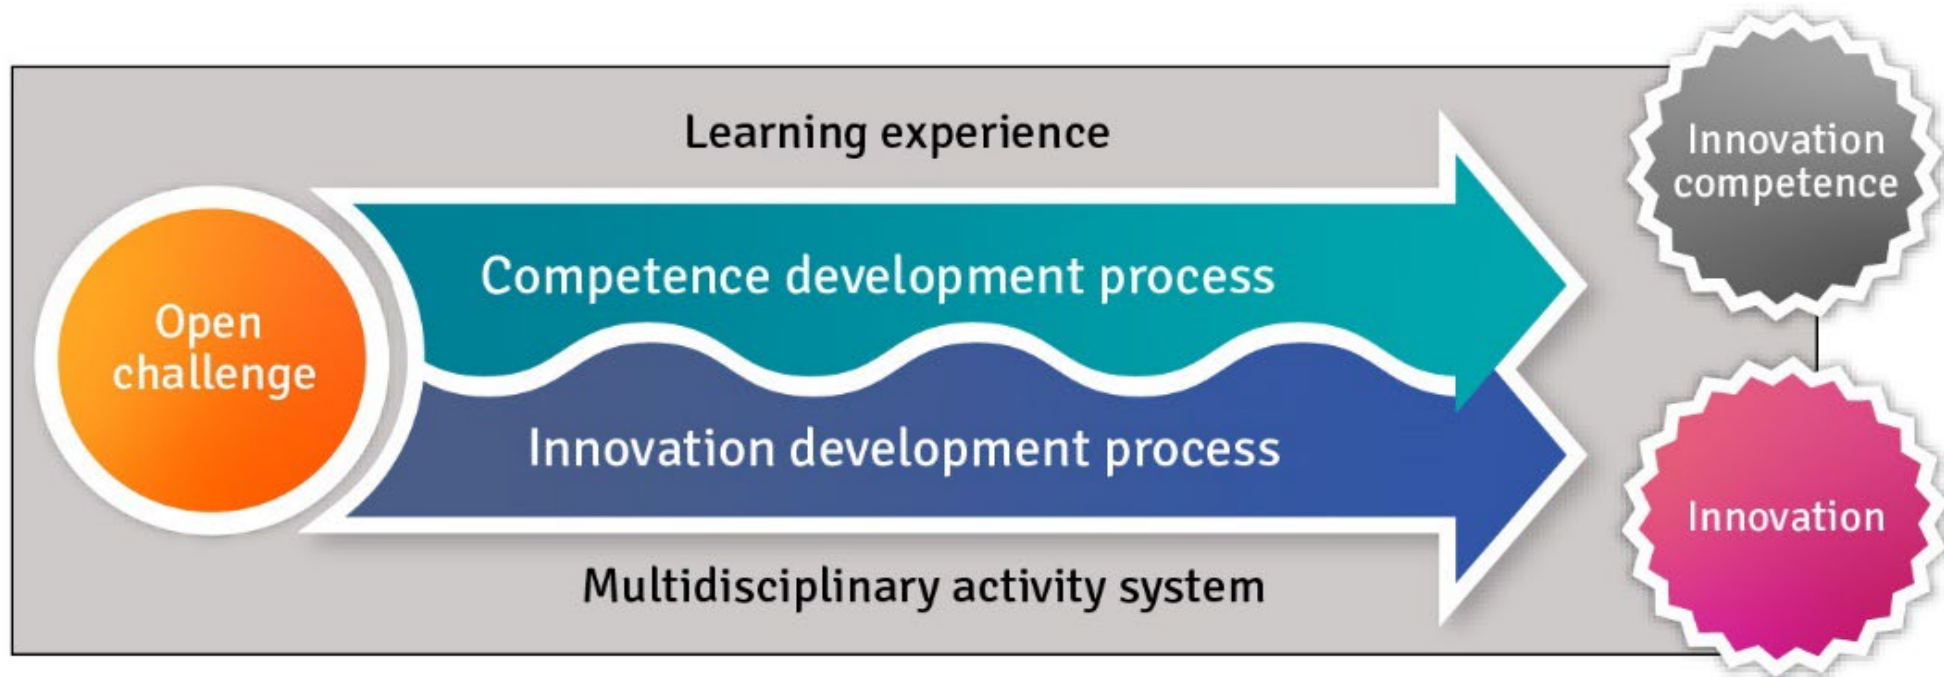 Learning experience
Innovation
competence
Competence development process
Open
challenge
Innovation development process
Innovation
Multidisciplinary activity system